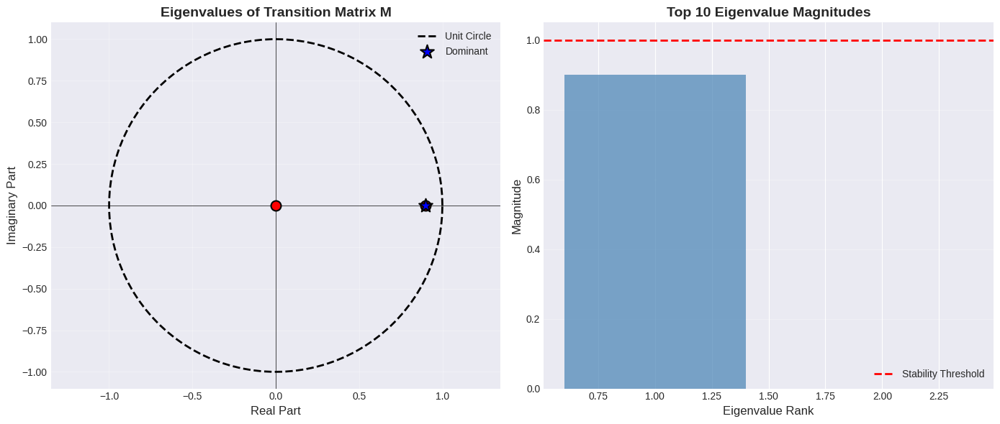 Eigenvalues of Transition Matrix M
Unit Circle
Dominant
1.00
0.75
0.50
0.25
0.00
−0.25
−0.50
−0.75
−1.00
Imaginary Part
−1.0 −0.5 0.0 0.5 1.0
Real Part
Top 10 Eigenvalue Magnitudes
1.0
0.8
0.6
0.4
0.2
0.0
Magnitude
Stability Threshold
0.75 1.00 1.25 1.50 1.75 2.00 2.25
Eigenvalue Rank